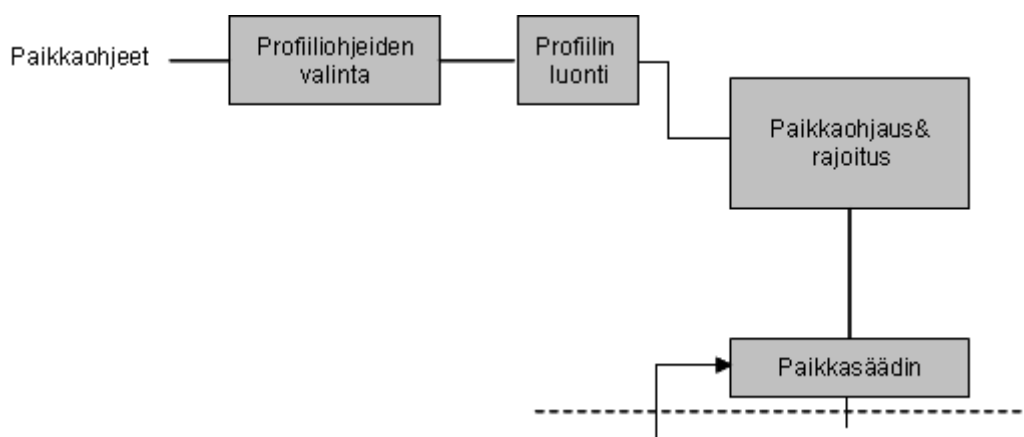 Paikkaohjeet
Profiiliohjeiden
valinta
Profiilin
luonti
Paikkaohjaus&
rajoitus
Paikkasäädin